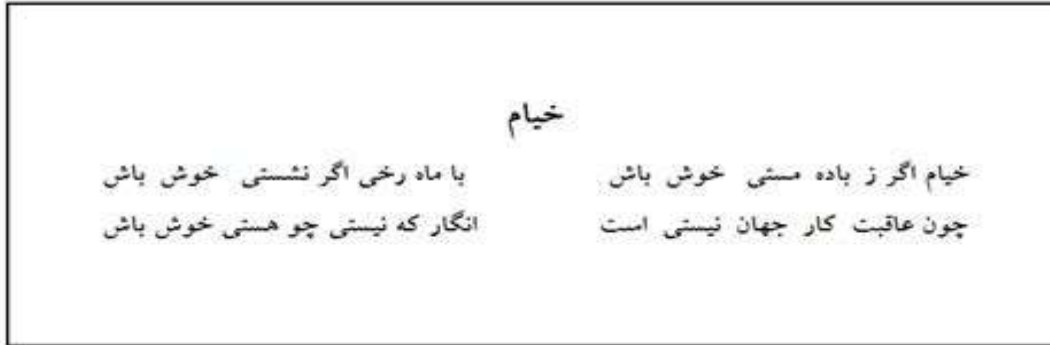 خیام
خیام اگر ز باده مستی خوش باش با ماه رخی اگر نشستی خوش باش
چون عاقبت کار جهان نیستی است انگار که نیستی چو هستی خوش باش